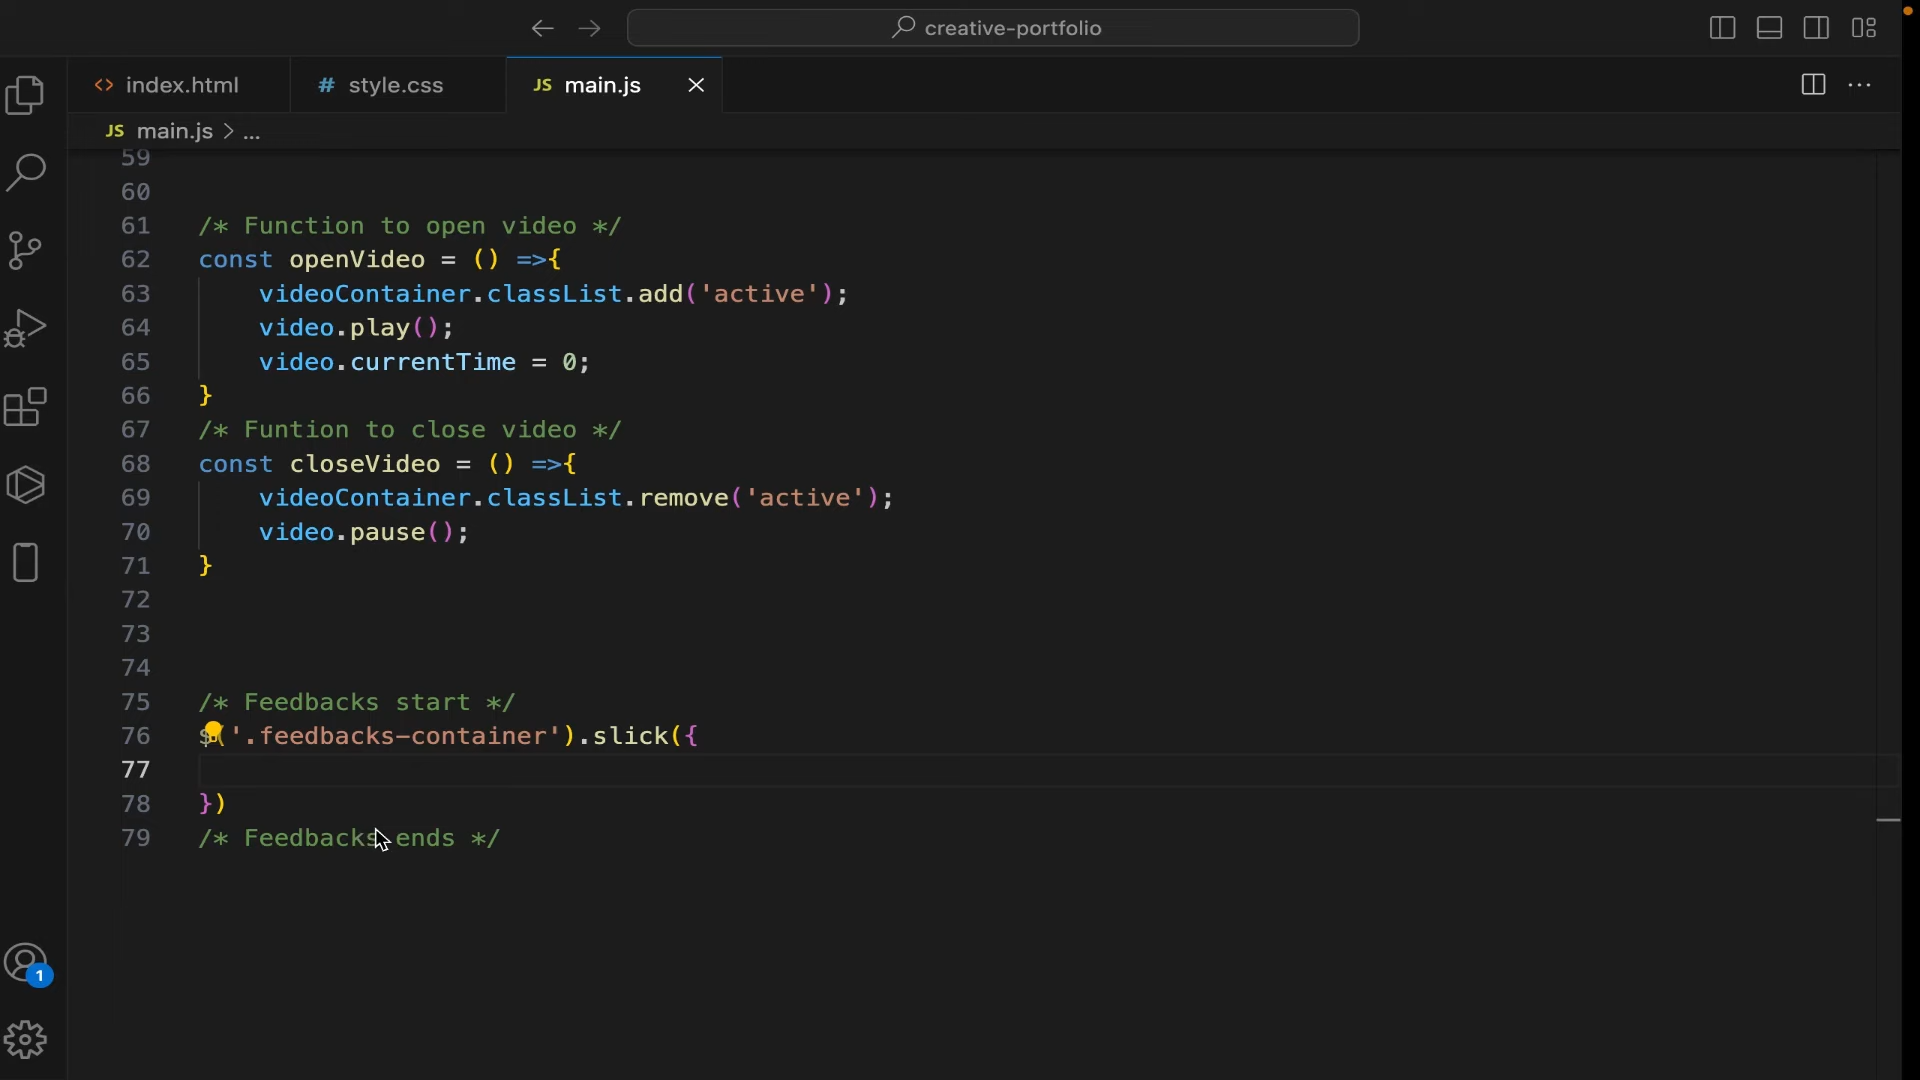 creative-portfolio
<> index.html
# style.css
JS main.js
JS main.js > ...
59
60
61 /* Function to open video */
62 const openVideo = () =>{
63 videoContainer.classList.add('active');
64 video.play();
65 video.currentTime = 0;
66 }
67 /* Funtion to close video */
68 const closeVideo = () =>{
69 videoContainer.classList.remove('active');
70 video.pause();
71 }
72
73
74
75 /* Feedbacks start */
76 $('.feedbacks-container').slick({
77
78 })
79 /* Feedbacks ends */
1